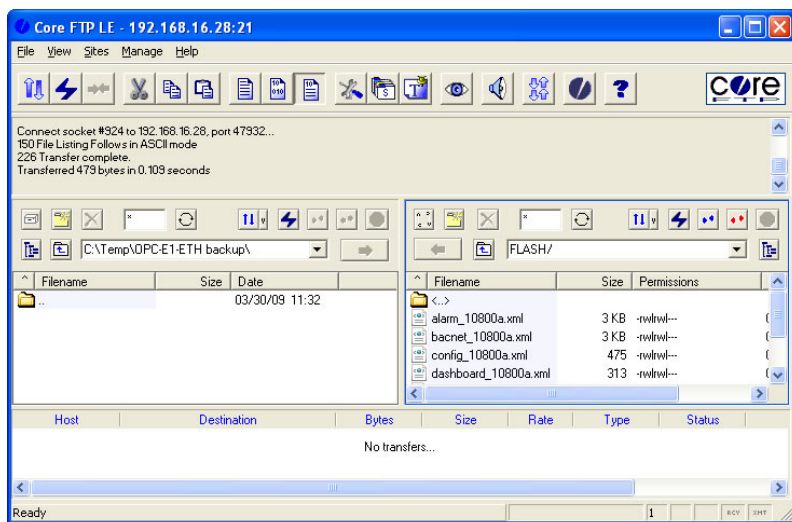 Core FTP LE - 192.168.16.28:21
File View Sites Manage Help
core
Connect socket #924 to 192.168.16.28, port 47932...
150 File Listing Follows in ASCII mode
226 Transfer complete.
Transferred 479 bytes in 0.109 seconds
* *
C:\Temp\OPC-E1-ETH backup\ FLASH/
^ Filename Size Date ^ Filename Size Permissions
.. 03/30/09 11:32 <..>
alarm_10800a.xml 3 KB -rwlrwl---
bacnet_10800a.xml 3 KB -rwlrwl---
config_10800a.xml 475 -rwlrwl---
dashboard_10800a.xml 313 -rwlrwl---
Host Destination Bytes Size Rate Type Status
No transfers...
Ready 1 RCV XMT